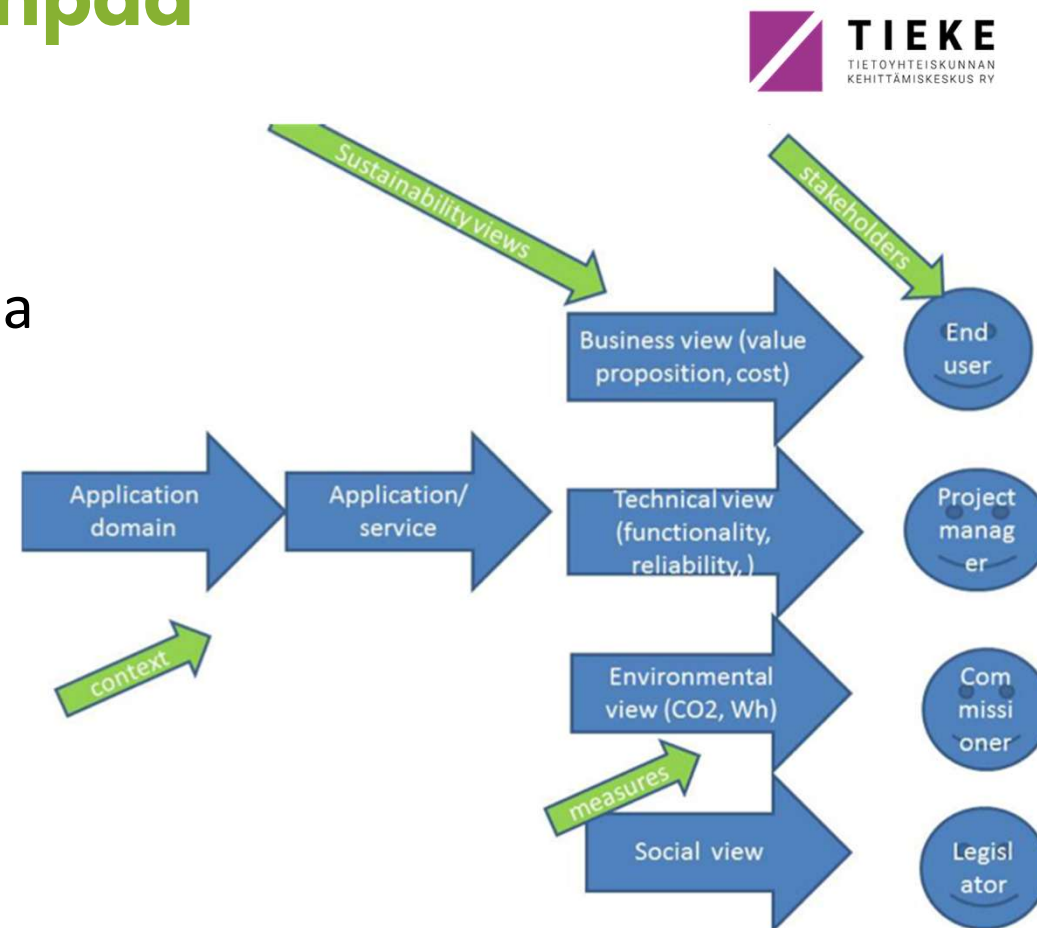 TIEKE
TIETOYHTEISKUNNAN
KEHITTÄMISKESKUS RY
Sustainability views
stakeholders
a
Business view (value
proposition, cost)
End
user
Application
domain
Application/
service
Technical view
(functionality,
reliability, )
Project
manag
er
context
Environmental
view (CO2, Wh)
Com
missi
oner
measures
Social view
Legisl
ator